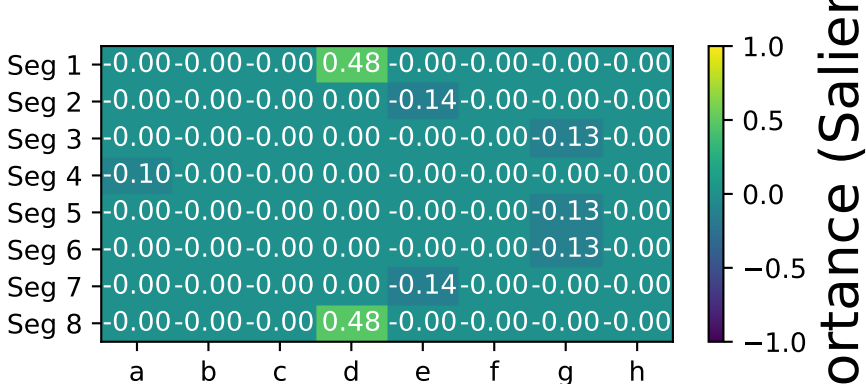 Seg 1 -0.00 -0.00 -0.00 0.48 -0.00 -0.00 -0.00 -0.00
Seg 2 -0.00 -0.00 -0.00 0.00 -0.14 -0.00 -0.00 -0.00
Seg 3 -0.00 -0.00 -0.00 0.00 -0.00 -0.00 -0.13 -0.00
Seg 4 -0.10 -0.00 -0.00 0.00 -0.00 -0.00 -0.00 -0.00
Seg 5 -0.00 -0.00 -0.00 0.00 -0.00 -0.00 -0.13 -0.00
Seg 6 -0.00 -0.00 -0.00 0.00 -0.00 -0.00 -0.13 -0.00
Seg 7 -0.00 -0.00 -0.00 0.00 -0.14 -0.00 -0.00 -0.00
Seg 8 -0.00 -0.00 -0.00 0.48 -0.00 -0.00 -0.00 -0.00
a b c d e f g h
1.0
0.5
0.0
−0.5
−1.0
ortance (Salien